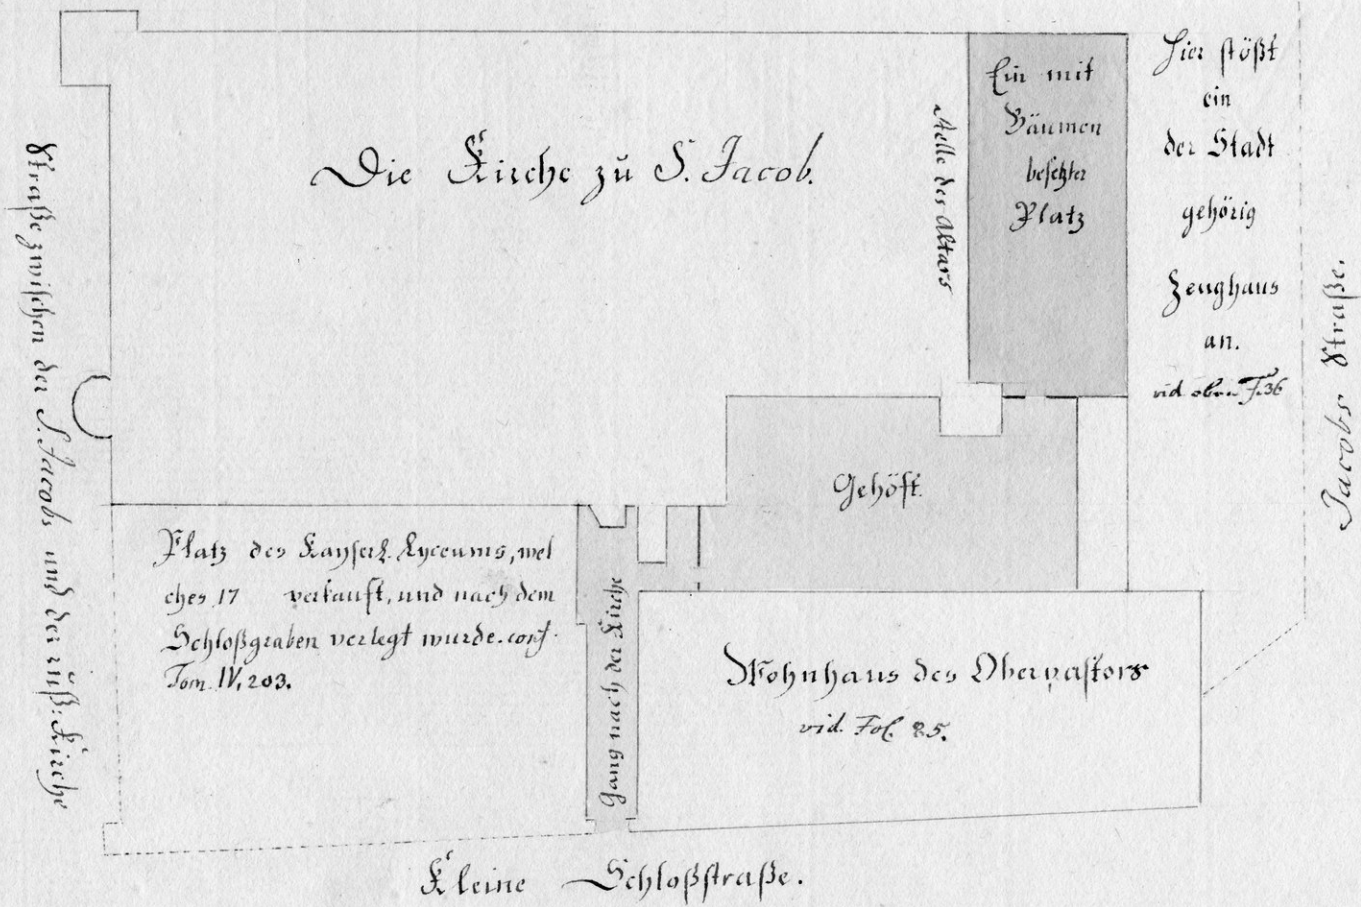 Die Kirche zu S. Jacob.
Stelle des Altars
Ein mit
Bäumen
besetzter
Platz
Hier stößt
ein
der Stadt
gehörig
Zeughaus
an.
vid. F. 36
Jacobs Straße.
Straße zwischen der S. Jacobs und der rŭß: Kirche
Gehöft.
Platz des Kayserl. Lyceums, wel
ches 17 verkauft, und nach dem
Schloßgraben verlegt wurde. conf.
Tom. IV, 203.
Gang nach der Kirche
Wohnhaus des Oberpastors
vid. Fol. 85.
Kleine Schloßstraße.